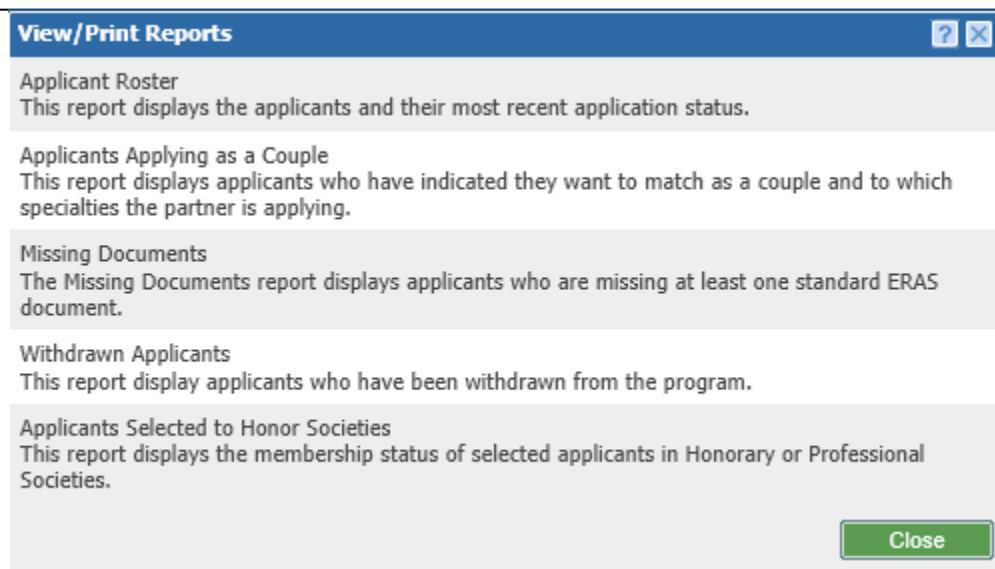 View/Print Reports
Applicant Roster
This report displays the applicants and their most recent application status.
Applicants Applying as a Couple
This report displays applicants who have indicated they want to match as a couple and to which
specialties the partner is applying.
Missing Documents
The Missing Documents report displays applicants who are missing at least one standard ERAS
document.
Withdrawn Applicants
This report display applicants who have been withdrawn from the program.
Applicants Selected to Honor Societies
This report displays the membership status of selected applicants in Honorary or Professional
Societies.
Close